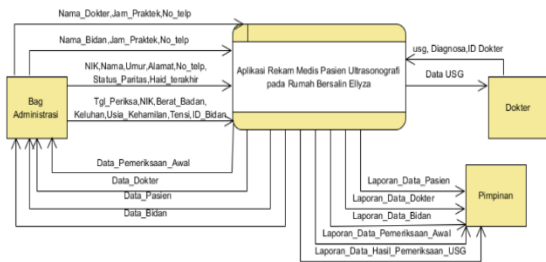 Nama_Dokter,Jam_Praktek,No_telp
Nama_Bidan,Jam_Praktek,No_telp
NIK,Nama,Umur,Alamat,No_telp,
Status_Paritas,Haid_terakhir
Tgl_Periksa,NIK,Berat_Badan,
Keluhan,Usia_Kehamilan,Tensi,ID_Bidan
Bag
Administrasi
Aplikasi Rekam Medis Pasien Ultrasonografi
pada Rumah Bersalin Ellyza
usg, Diagnosa,ID Dokter
Data USG
Dokter
Data_Pemeriksaan_Awal
Data_Dokter
Data_Pasien
Data_Bidan
Laporan_Data_Pasien
Laporan_Data_Dokter
Laporan_Data_Bidan
Laporan_Data_Pemeriksaan_Awal
Laporan_Data_Hasil_Pemeriksaan_USG
Pimpinan